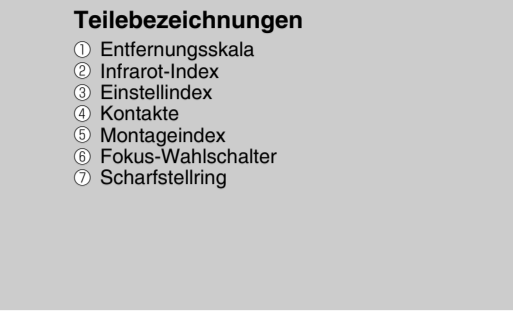 Teilebezeichnungen
① Entfernungsskala
② Infrarot-Index
③ Einstellindex
④ Kontakte
⑤ Montageindex
⑥ Fokus-Wahlschalter
⑦ Scharfstellring